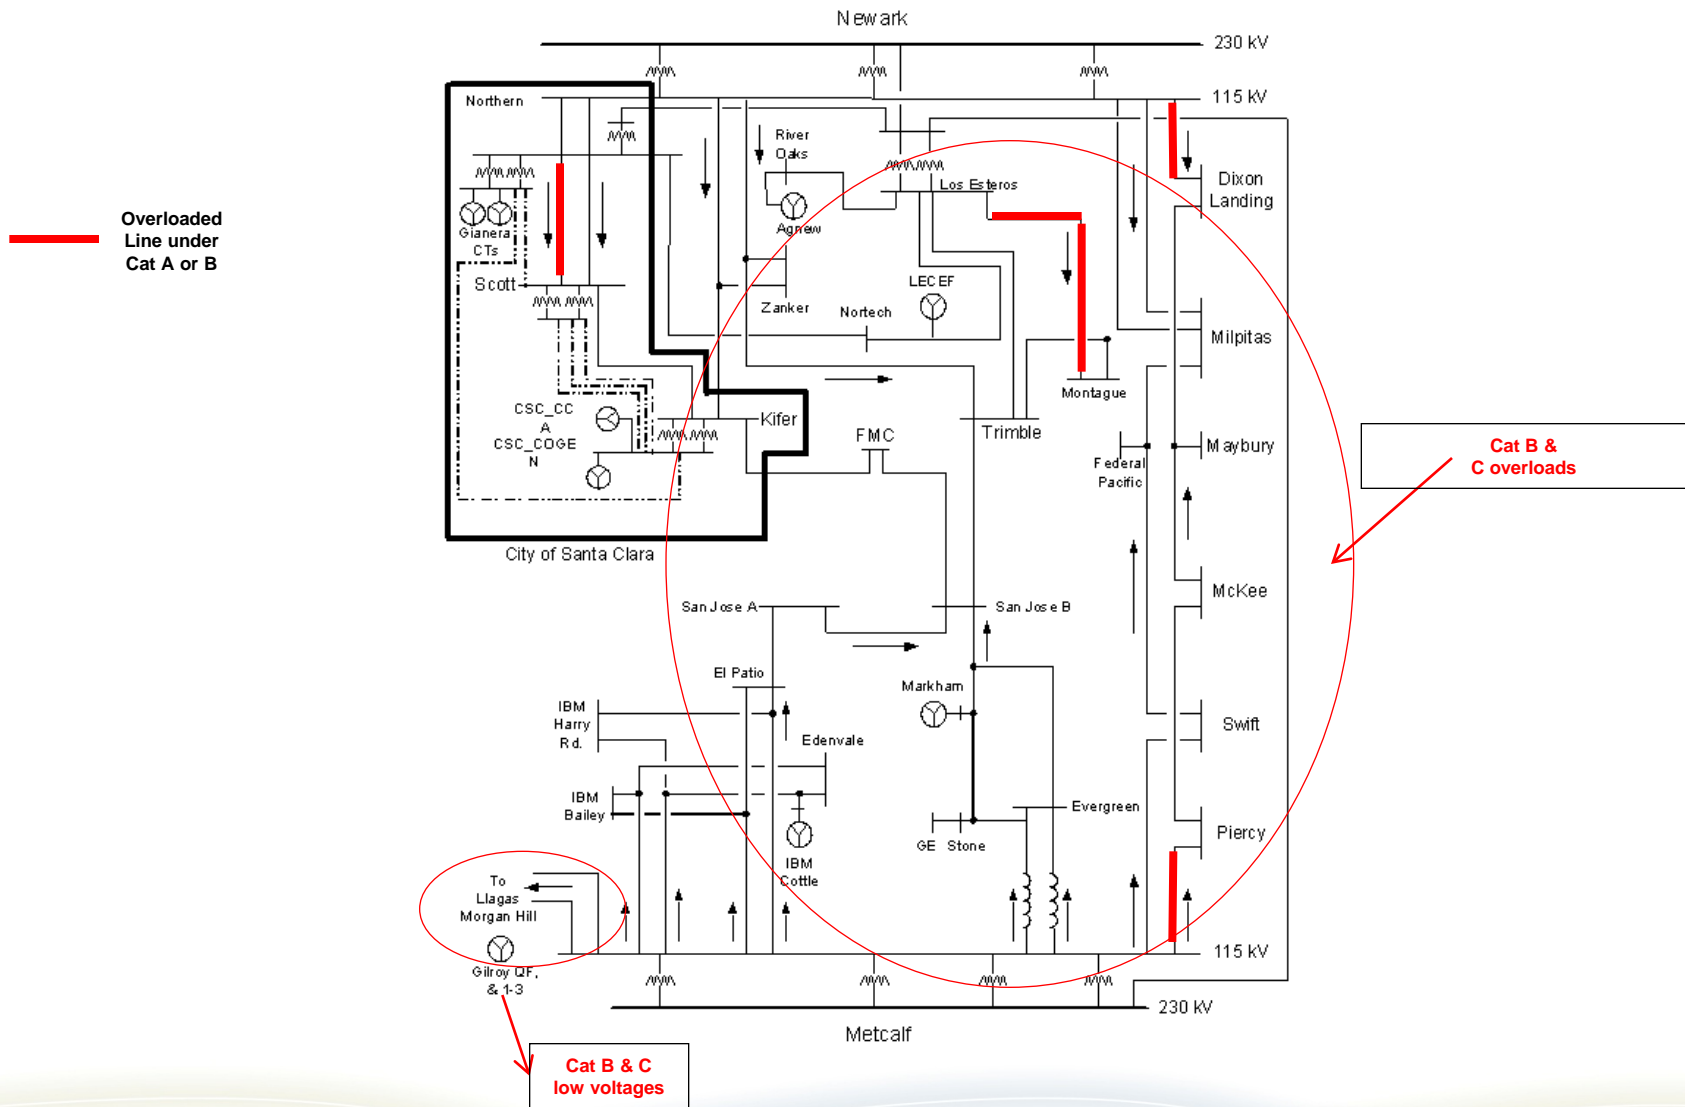 Newark
230 kV
115 kV
Northern
River
Oaks
Agnew
Los Esteros
Dixon
Landing
Overloaded
Line under
Cat A or B
Gianera
CTs
Scott
Zanker
LECEF
Nortech
Milpitas
Montague
CSC_CC
A
CSC_COGE
N
Kifer
FMC
Trimble
Federal
Pacific
Maybury
Cat B &
C overloads
City of Santa Clara
McKee
San Jose A
San Jose B
El Patio
Markham
IBM
Harry
Rd.
Edenvale
Swift
IBM
Bailey
Evergreen
GE Stone
Piercy
IBM
Cottle
To
Llagas
Morgan Hill
Gilroy QF,
& 1-3
115 kV
230 kV
Metcalf
Cat B & C
low voltages